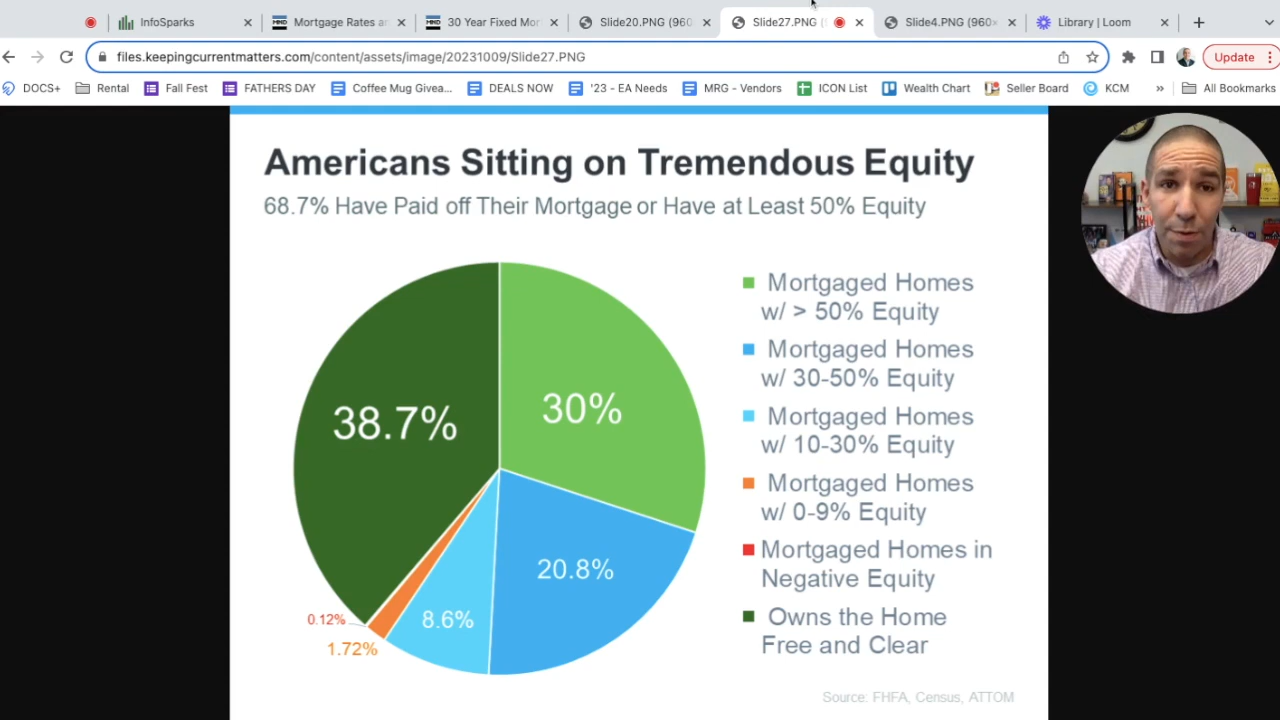 InfoSparks
Mortgage Rates a
30 Year Fixed Mor
Slide20.PNG (960
Slide27.PNG (
Slide4.PNG (960×
Library | Loom
files.keepingcurrentmatters.com/content/assets/image/20231009/Slide27.PNG
Update
DOCS+
Rental
Fall Fest
FATHERS DAY
Coffee Mug Givea...
DEALS NOW
'23 - EA Needs
MRG - Vendors
ICON List
Wealth Chart
Seller Board
KCM
»
All Bookmarks
Americans Sitting on Tremendous Equity
68.7% Have Paid off Their Mortgage or Have at Least 50% Equity
38.7%
30%
20.8%
8.6%
0.12%
1.72%
Mortgaged Homes
w/ > 50% Equity
Mortgaged Homes
w/ 30-50% Equity
Mortgaged Homes
w/ 10-30% Equity
Mortgaged Homes
w/ 0-9% Equity
Mortgaged Homes in
Negative Equity
Owns the Home
Free and Clear
Source: FHFA, Census, ATTOM